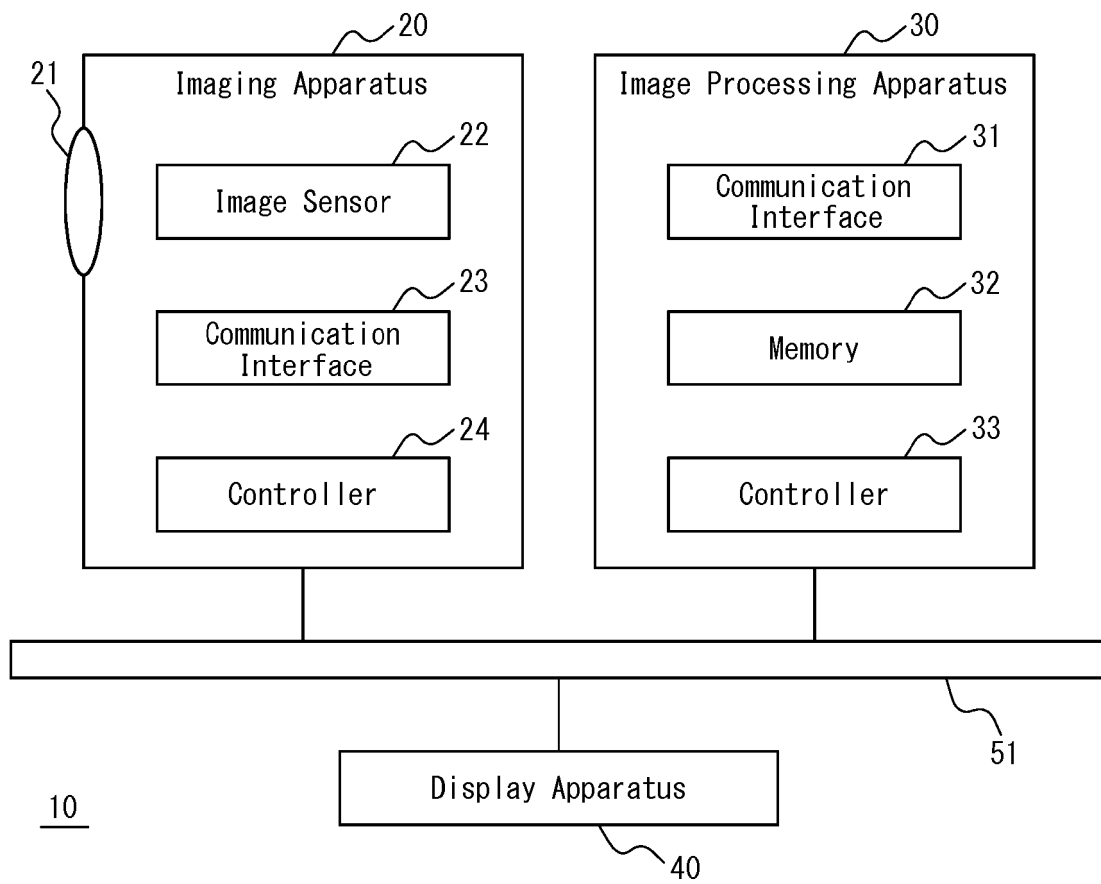 20
30
21
Imaging Apparatus
Image Processing Apparatus
22
31
Image Sensor
Communication
Interface
23
32
Communication
Interface
Memory
24
33
Controller
Controller
51
Display Apparatus
10
40